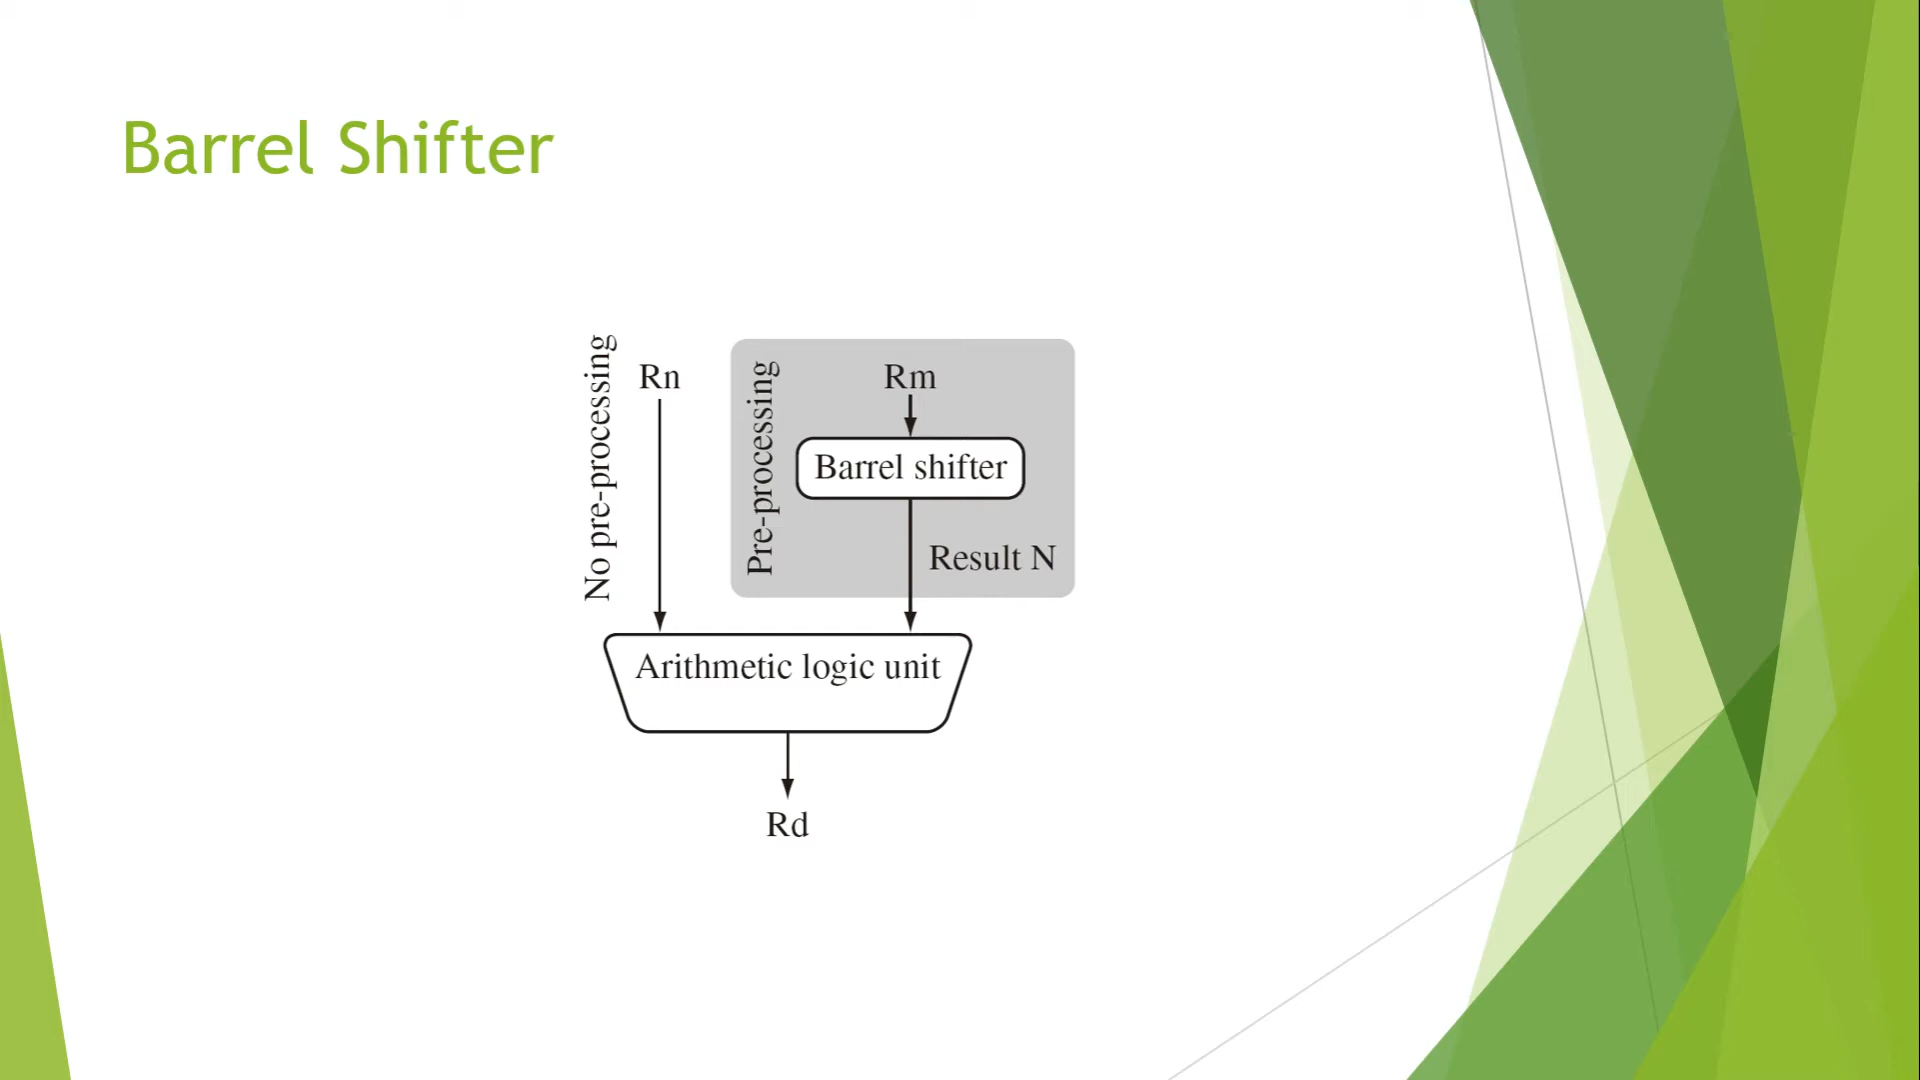 Barrel Shifter
No pre-processing
Rn
Pre-processing
Rm
Barrel shifter
Result N
Arithmetic logic unit
Rd